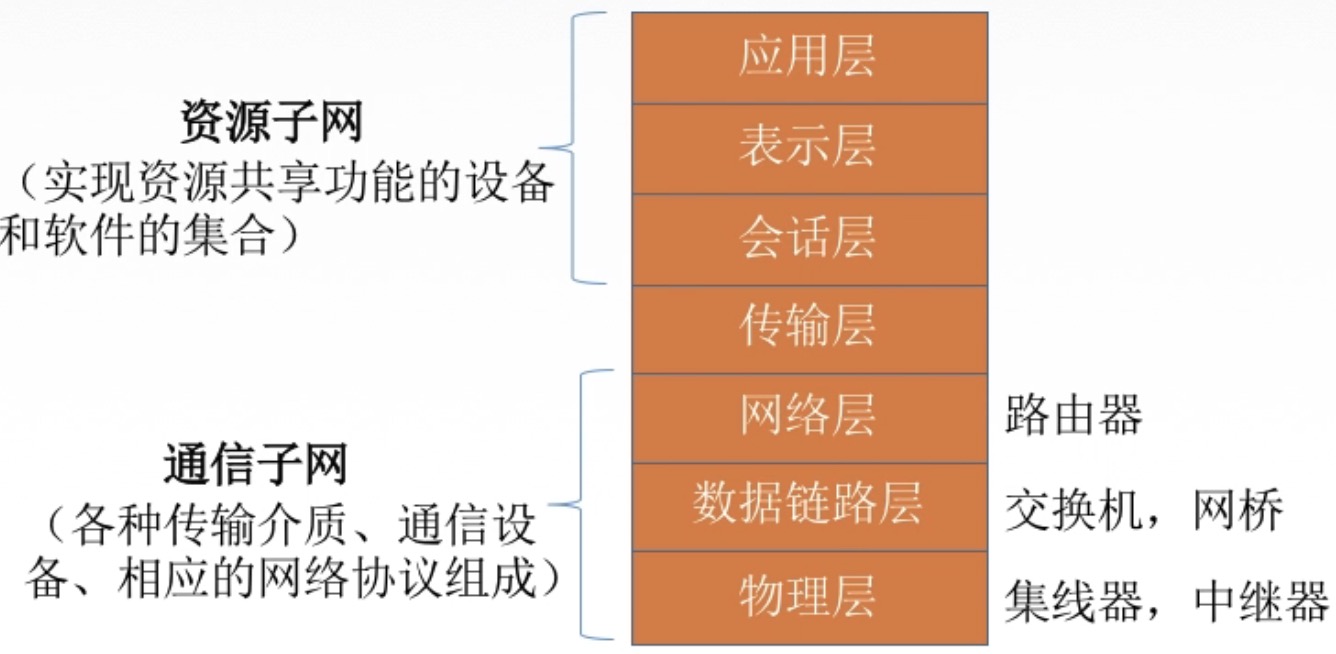 应用层
资源子网
表示层
（实现资源共享功能的设备
和软件的集合）
会话层
传输层
网络层 路由器
通信子网
数据链路层 交换机，网桥
（各种传输介质、通信设
备、相应的网络协议组成）
物理层 集线器，中继器